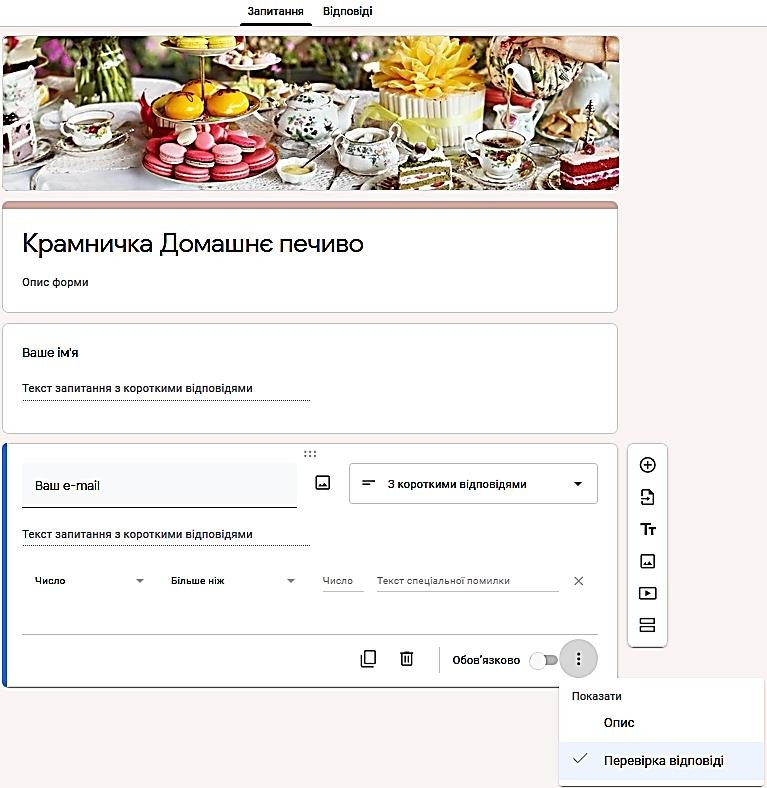 Запитання Відповіді
Крамничка Домашнє печиво
Опис форми
Ваше ім'я
Текст запитання з короткими відповідями
Ваш e-mail
З короткими відповідями
Текст запитання з короткими відповідями
Число Більше ніж Число Текст спеціальної помилки
Обов'язково
Показати
Опис
Перевірка відповіді